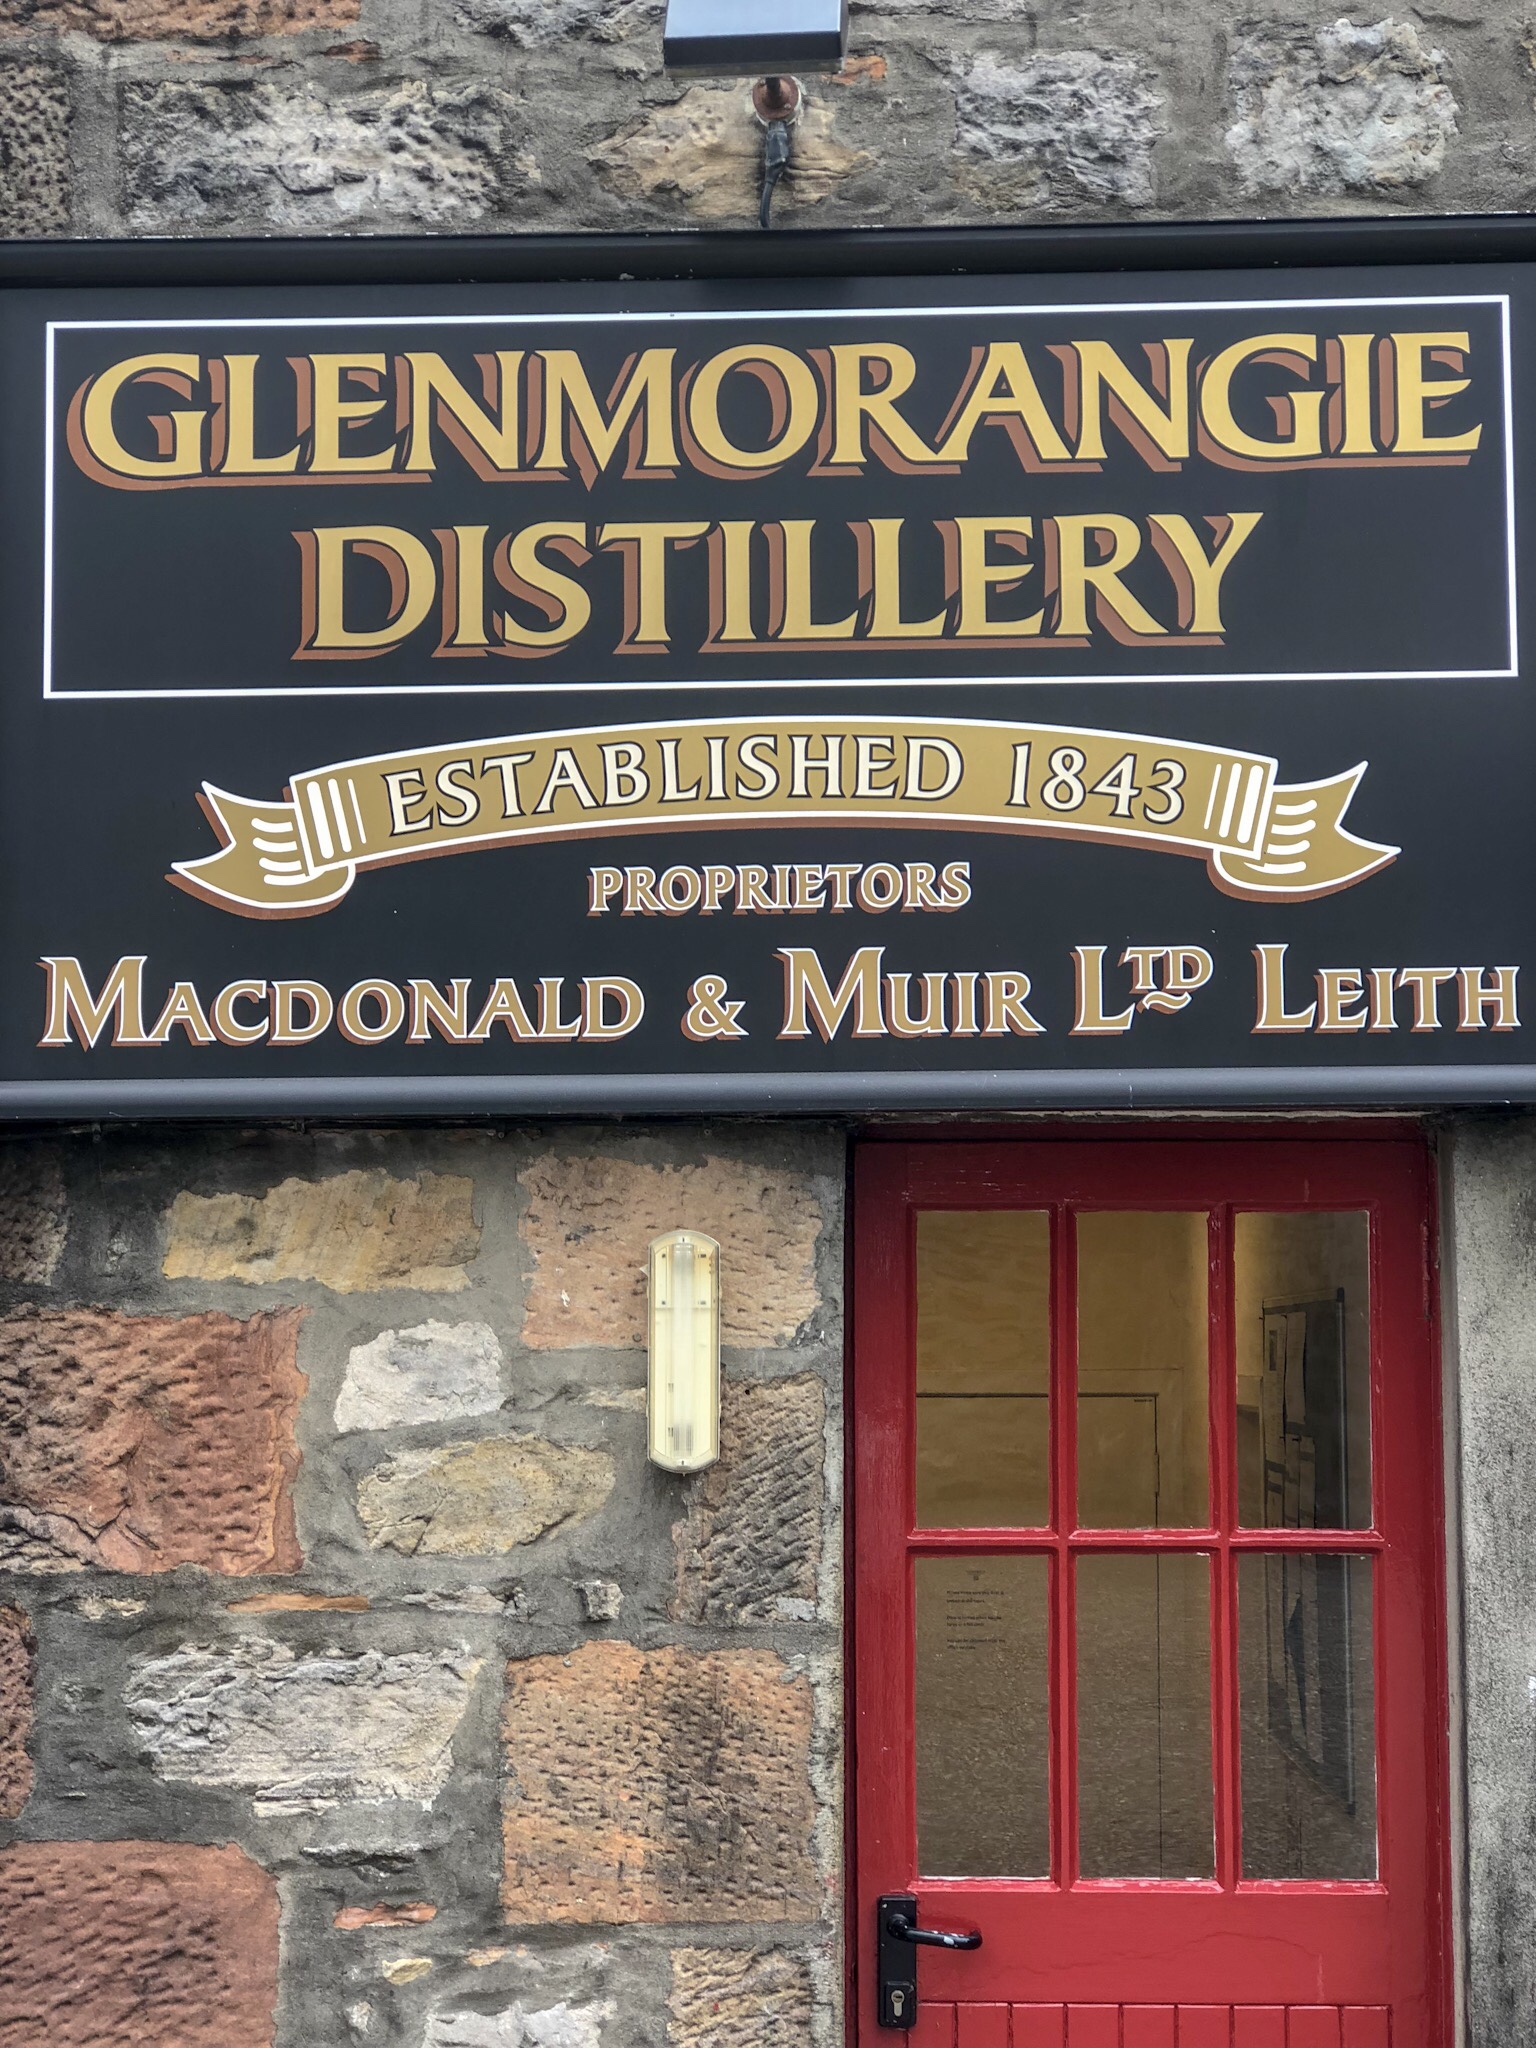 GLENMORANGIE
DISTILLERY
ESTABLISHED 1843
PROPRIETORS
MACDONALD & MUIR LTD LEITH